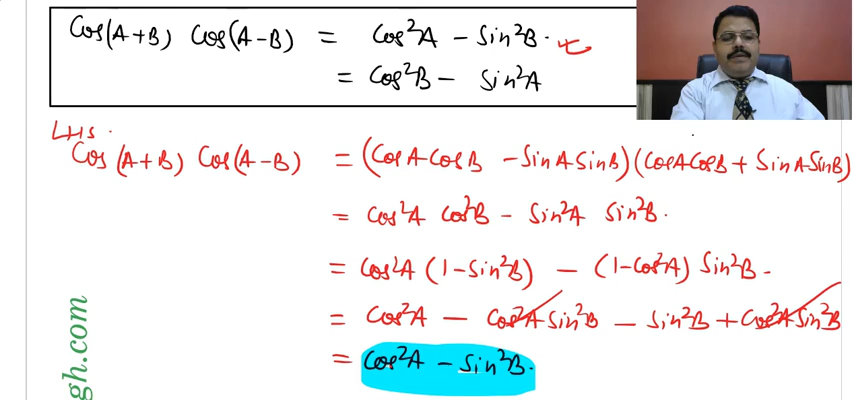 Cos(A+B) Cos(A-B) = Cos²A - Sin²B.
= Cos²B - Sin²A
LHS.
Cos(A+B) Cos(A-B) = (CosA CosB - SinA SinB)(CosA CosB + SinA SinB)
= Cos²A Cos²B - Sin²A Sin²B.
= Cos²A (1-Sin²B) - (1-Cos²A) Sin²B.
= Cos²A - Cos²A Sin²B - Sin²B + Cos²A Sin²B
= Cos²A - Sin²B.
gh.com